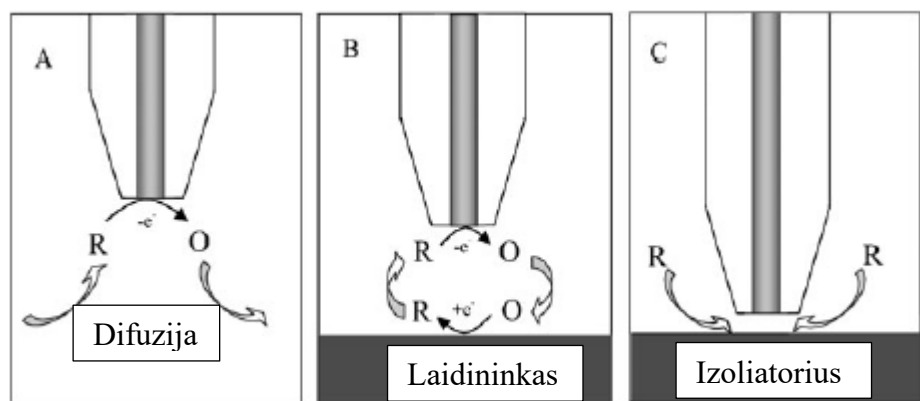 A
-e⁻
R
O
Difuzija
B
R
-e⁻
O
R
+e⁻
O
Laidininkas
C
R
R
Izoliatorius